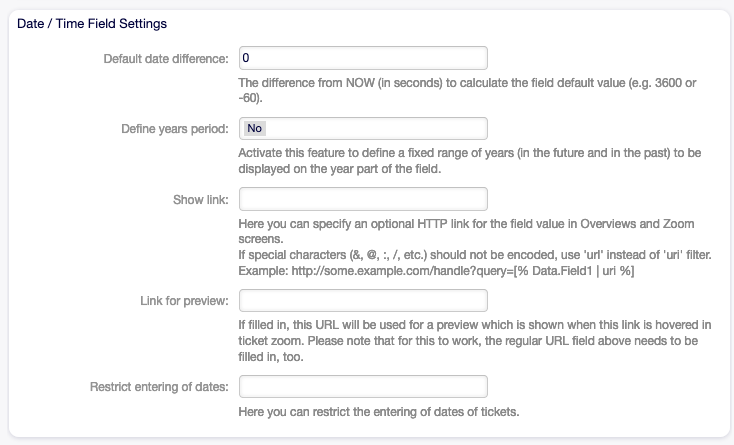 Date / Time Field Settings
Default date difference: 0
The difference from NOW (in seconds) to calculate the field default value (e.g. 3600 or
-60).
Define years period: No
Activate this feature to define a fixed range of years (in the future and in the past) to be
displayed on the year part of the field.
Show link:
Here you can specify an optional HTTP link for the field value in Overviews and Zoom
screens.
If special characters (&, @, :, /, etc.) should not be encoded, use 'url' instead of 'uri' filter.
Example: http://some.example.com/handle?query=[% Data.Field1 | uri %]
Link for preview:
If filled in, this URL will be used for a preview which is shown when this link is hovered in
ticket zoom. Please note that for this to work, the regular URL field above needs to be
filled in, too.
Restrict entering of dates:
Here you can restrict the entering of dates of tickets.